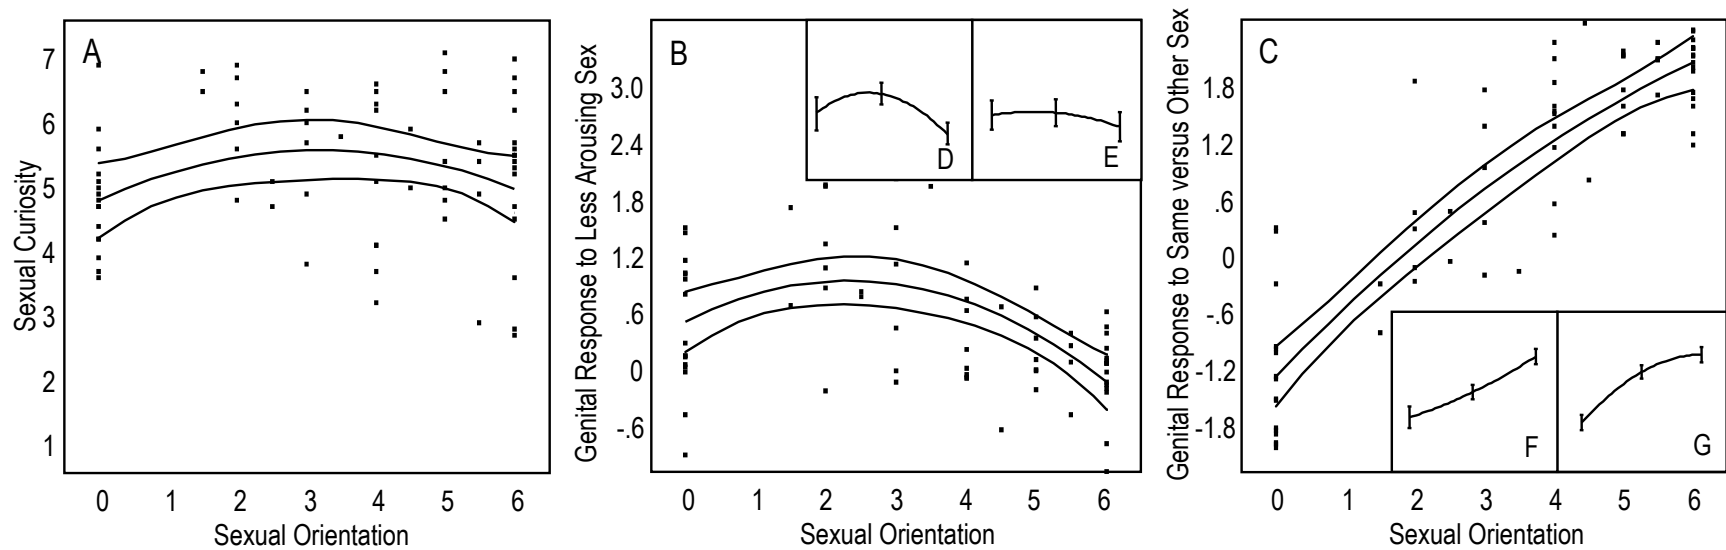 A
Sexual Curiosity
7
6
5
4
3
2
1
0 1 2 3 4 5 6
Sexual Orientation
B
Genital Response to Less Arousing Sex
3.0
2.4
1.8
1.2
.6
0
-.6
D
E
0 1 2 3 4 5 6
Sexual Orientation
C
Genital Response to Same versus Other Sex
1.8
1.2
.6
0
-.6
-1.2
-1.8
F
G
0 1 2 3 4 5 6
Sexual Orientation